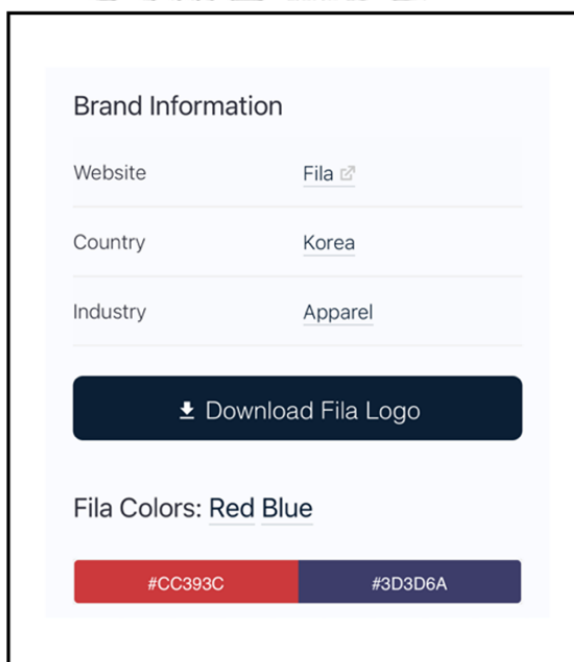 Brand Information
Website Fila
Country Korea
Industry Apparel
Download Fila Logo
Fila Colors: Red Blue
#CC393C #3D3D6A